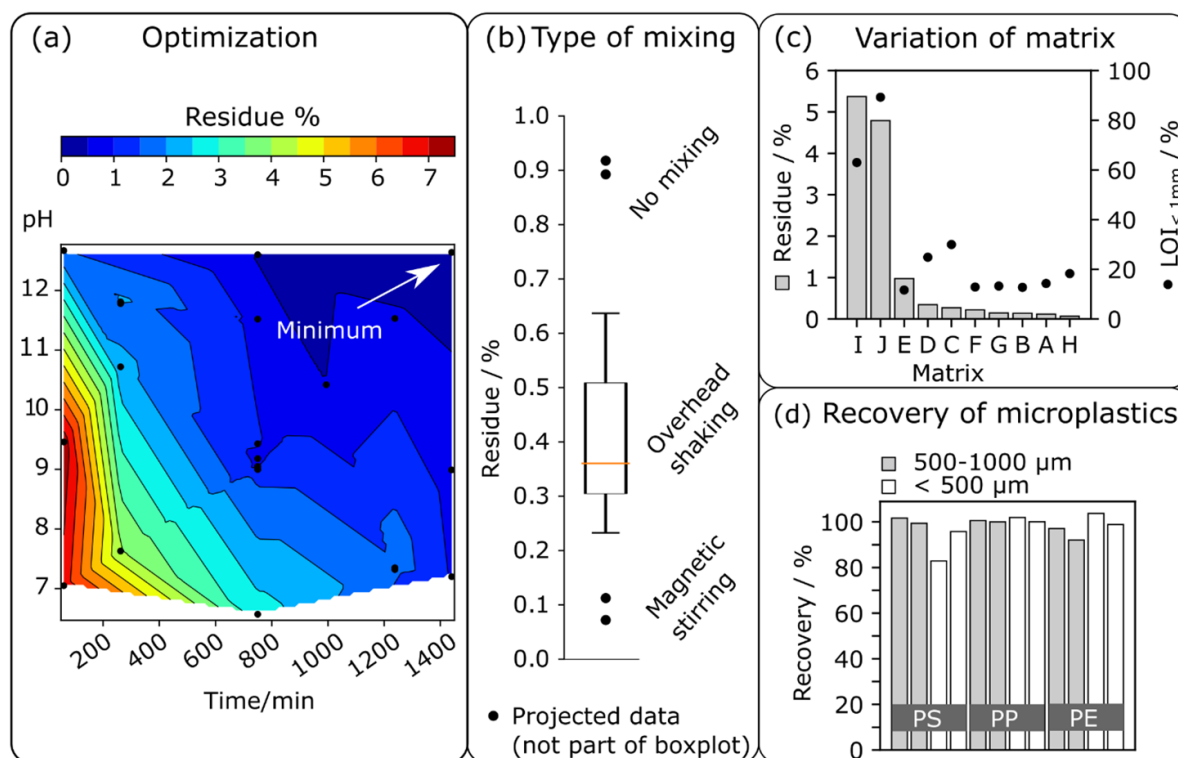 (a) Optimization
Residue %
0 1 2 3 4 5 6 7
pH
12
11
10
9
8
7
Minimum
200 400 600 800 1000 1200 1400
Time/min
(b) Type of mixing
1.0
0.9
0.8
0.7
0.6
0.5
0.4
0.3
0.2
0.1
0.0
Residue / %
No mixing
Overhead
shaking
Magnetic
stirring
Projected data
(not part of boxplot)
(c) Variation of matrix
6
5
4
3
2
1
0
Residue / %
100
80
60
40
20
0
LOI< 1mm / %
I J E D C F G B A H
Matrix
(d) Recovery of microplastics
500-1000 µm
< 500 µm
100
80
60
40
20
0
Recovery / %
PS PP PE